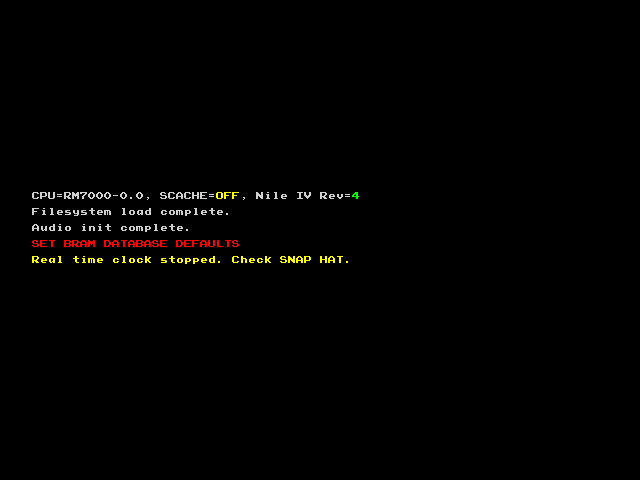 CPU=RM7000-0.0, SCACHE=OFF, Nile IV Rev=4
Filesystem load complete.
Audio init complete.
SET BRAM DATABASE DEFAULTS
Real time clock stopped. Check SNAP HAT.